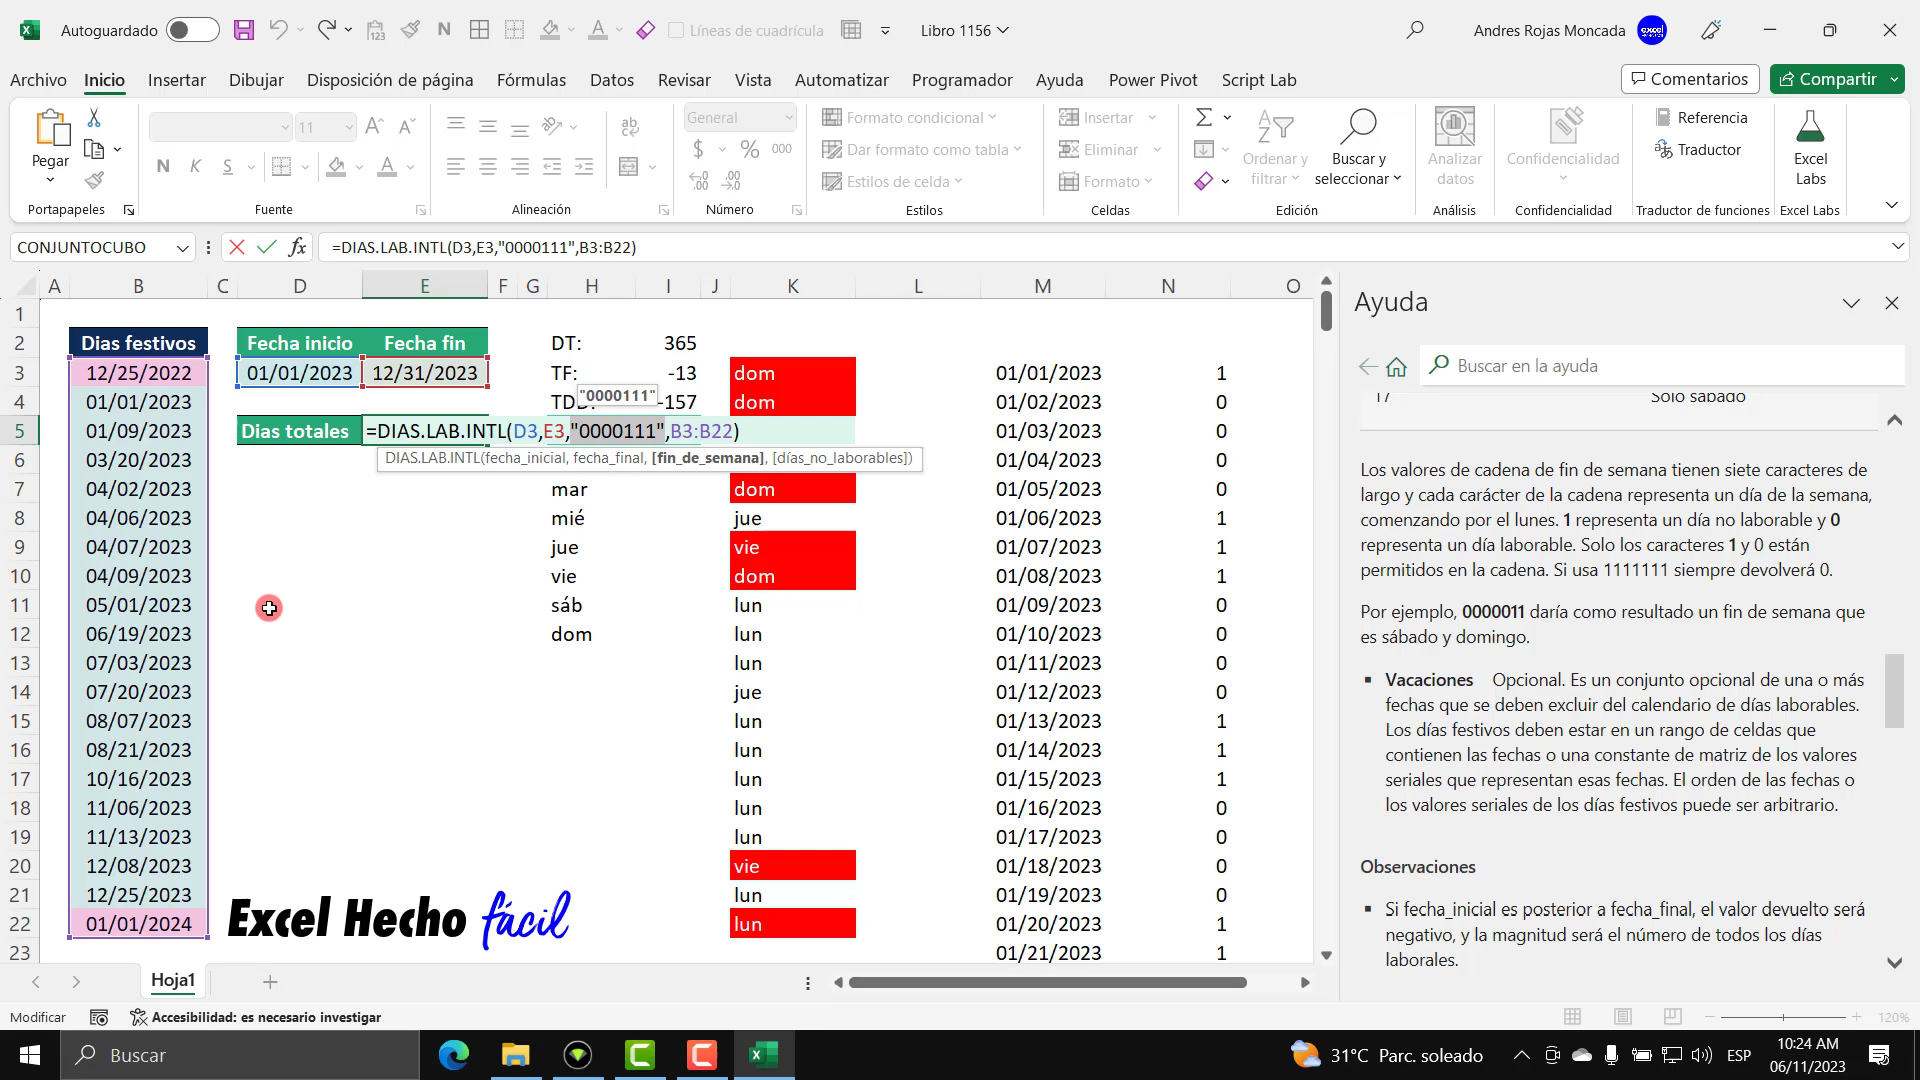 Autoguardado
Líneas de cuadrícula
Libro 1156
Andres Rojas Moncada
Archivo Inicio Insertar Dibujar Disposición de página Fórmulas Datos Revisar Vista Automatizar Programador Ayuda Power Pivot Script Lab
Comentarios
Compartir
Pegar
11
General
Formato condicional
Dar formato como tabla
Estilos de celda
Insertar
Eliminar
Formato
Ordenar y filtrar
Buscar y seleccionar
Analizar datos
Confidencialidad
Referencia
Traductor
Excel Labs
Portapapeles
Fuente
Alineación
Número
Estilos
Celdas
Edición
Análisis
Confidencialidad
Traductor de funciones
Excel Labs
CONJUNTOCUBO
=DIAS.LAB.INTL(D3,E3,"0000111",B3:B22)
A B C D E F G H I J K L M N O
1
2 Dias festivos Fecha inicio Fecha fin DT: 365
3 12/25/2022 01/01/2023 12/31/2023 TF: -13 dom 01/01/2023 1
"0000111"
4 01/01/2023 -157 dom 01/02/2023 0
5 01/09/2023 Dias totales =DIAS.LAB.INTL(D3,E3,"0000111",B3:B22) 01/03/2023 0
DIAS.LAB.INTL(fecha_inicial, fecha_final, [fin_de_semana], [días_no_laborables])
6 03/20/2023 01/04/2023 0
7 04/02/2023 mar dom 01/05/2023 0
8 04/06/2023 mié jue 01/06/2023 1
9 04/07/2023 jue vie 01/07/2023 1
10 04/09/2023 vie dom 01/08/2023 1
11 05/01/2023 sáb lun 01/09/2023 0
12 06/19/2023 dom lun 01/10/2023 0
13 07/03/2023 lun 01/11/2023 0
14 07/20/2023 jue 01/12/2023 0
15 08/07/2023 lun 01/13/2023 1
16 08/21/2023 lun 01/14/2023 1
17 10/16/2023 lun 01/15/2023 1
18 11/06/2023 lun 01/16/2023 0
19 11/13/2023 lun 01/17/2023 0
20 12/08/2023 vie 01/18/2023 0
21 12/25/2023 lun 01/19/2023 0
22 01/01/2024 lun 01/20/2023 1
23 01/21/2023 1
Excel Hecho fácil
Ayuda
Buscar en la ayuda
17 Solo sábado
Los valores de cadena de fin de semana tienen siete caracteres de
largo y cada carácter de la cadena representa un día de la semana,
comenzando por el lunes. 1 representa un día no laborable y 0
representa un día laborable. Solo los caracteres 1 y 0 están
permitidos en la cadena. Si usa 1111111 siempre devolverá 0.
Por ejemplo, 0000011 daría como resultado un fin de semana que
es sábado y domingo.
Vacaciones Opcional. Es un conjunto opcional de una o más
fechas que se deben excluir del calendario de días laborables.
Los días festivos deben estar en un rango de celdas que
contienen las fechas o una constante de matriz de los valores
seriales que representan esas fechas. El orden de las fechas o
los valores seriales de los días festivos puede ser arbitrario.
Observaciones
Si fecha_inicial es posterior a fecha_final, el valor devuelto será
negativo, y la magnitud será el número de todos los días
laborales.
Hoja1
Modificar
Accesibilidad: es necesario investigar
120%
Buscar
31°C Parc. soleado
ESP
10:24 AM
06/11/2023